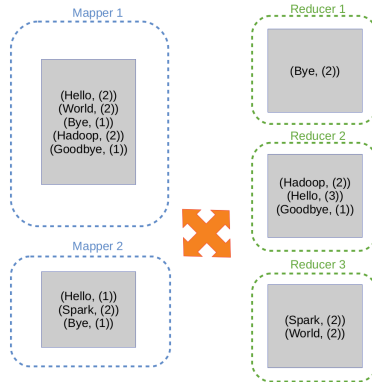 Mapper 1
(Hello, (2))
(World, (2))
(Bye, (1))
(Hadoop, (2))
(Goodbye, (1))
Mapper 2
(Hello, (1))
(Spark, (2))
(Bye, (1))
Reducer 1
(Bye, (2))
Reducer 2
(Hadoop, (2))
(Hello, (3))
(Goodbye, (1))
Reducer 3
(Spark, (2))
(World, (2))